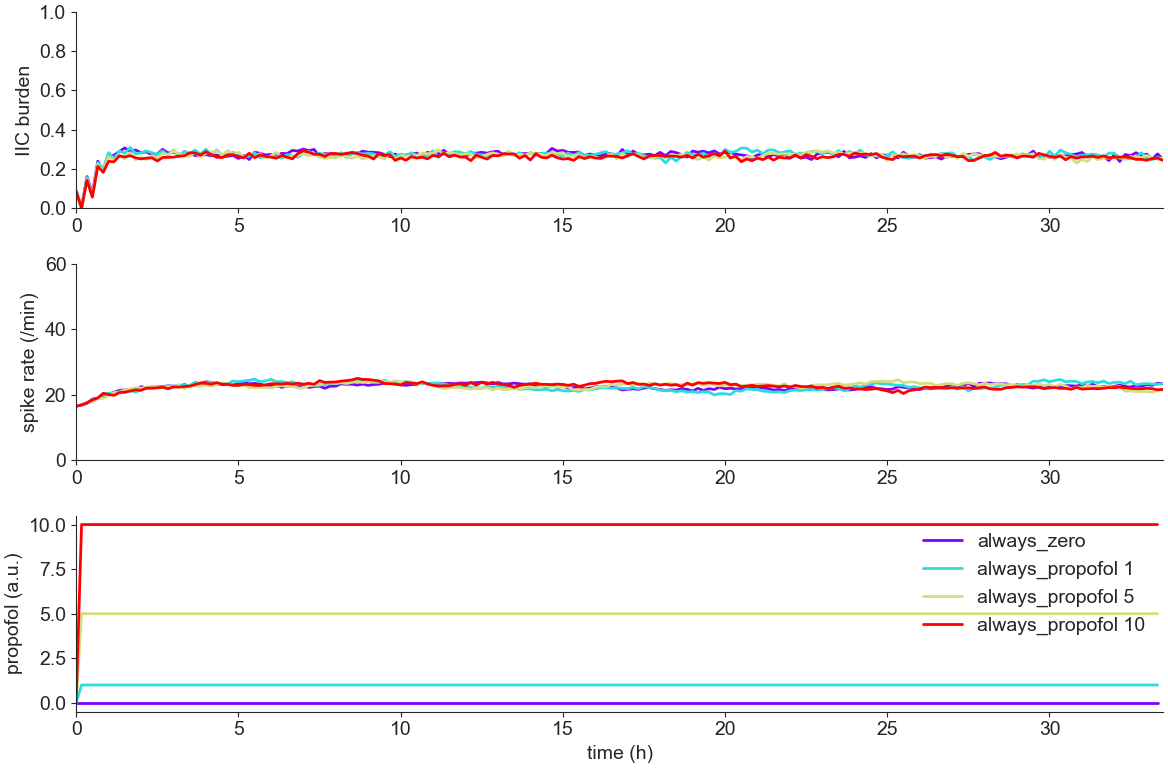 IIC burden
1.0
0.8
0.6
0.4
0.2
0.0
0 5 10 15 20 25 30
spike rate (/min)
60
40
20
0
0 5 10 15 20 25 30
propofol (a.u.)
10.0
7.5
5.0
2.5
0.0
always_zero
always_propofol 1
always_propofol 5
always_propofol 10
0 5 10 15 20 25 30
time (h)